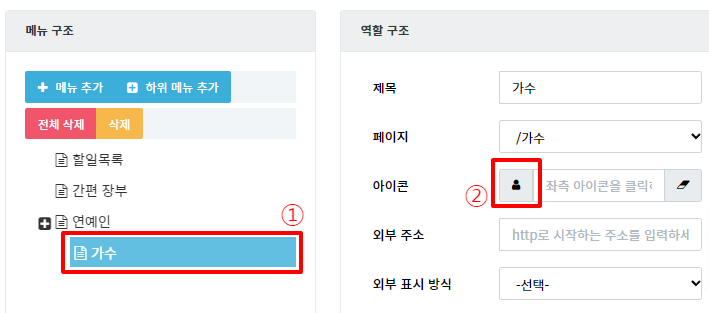 메뉴 구조
메뉴 추가 하위 메뉴 추가
전체 삭제 삭제
할일목록
간편 장부
연예인
①
가수
역할 구조
제목 가수
페이지 /가수
②
아이콘 좌측 아이콘을 클릭하
외부 주소 http로 시작하는 주소를 입력하세
외부 표시 방식 -선택-